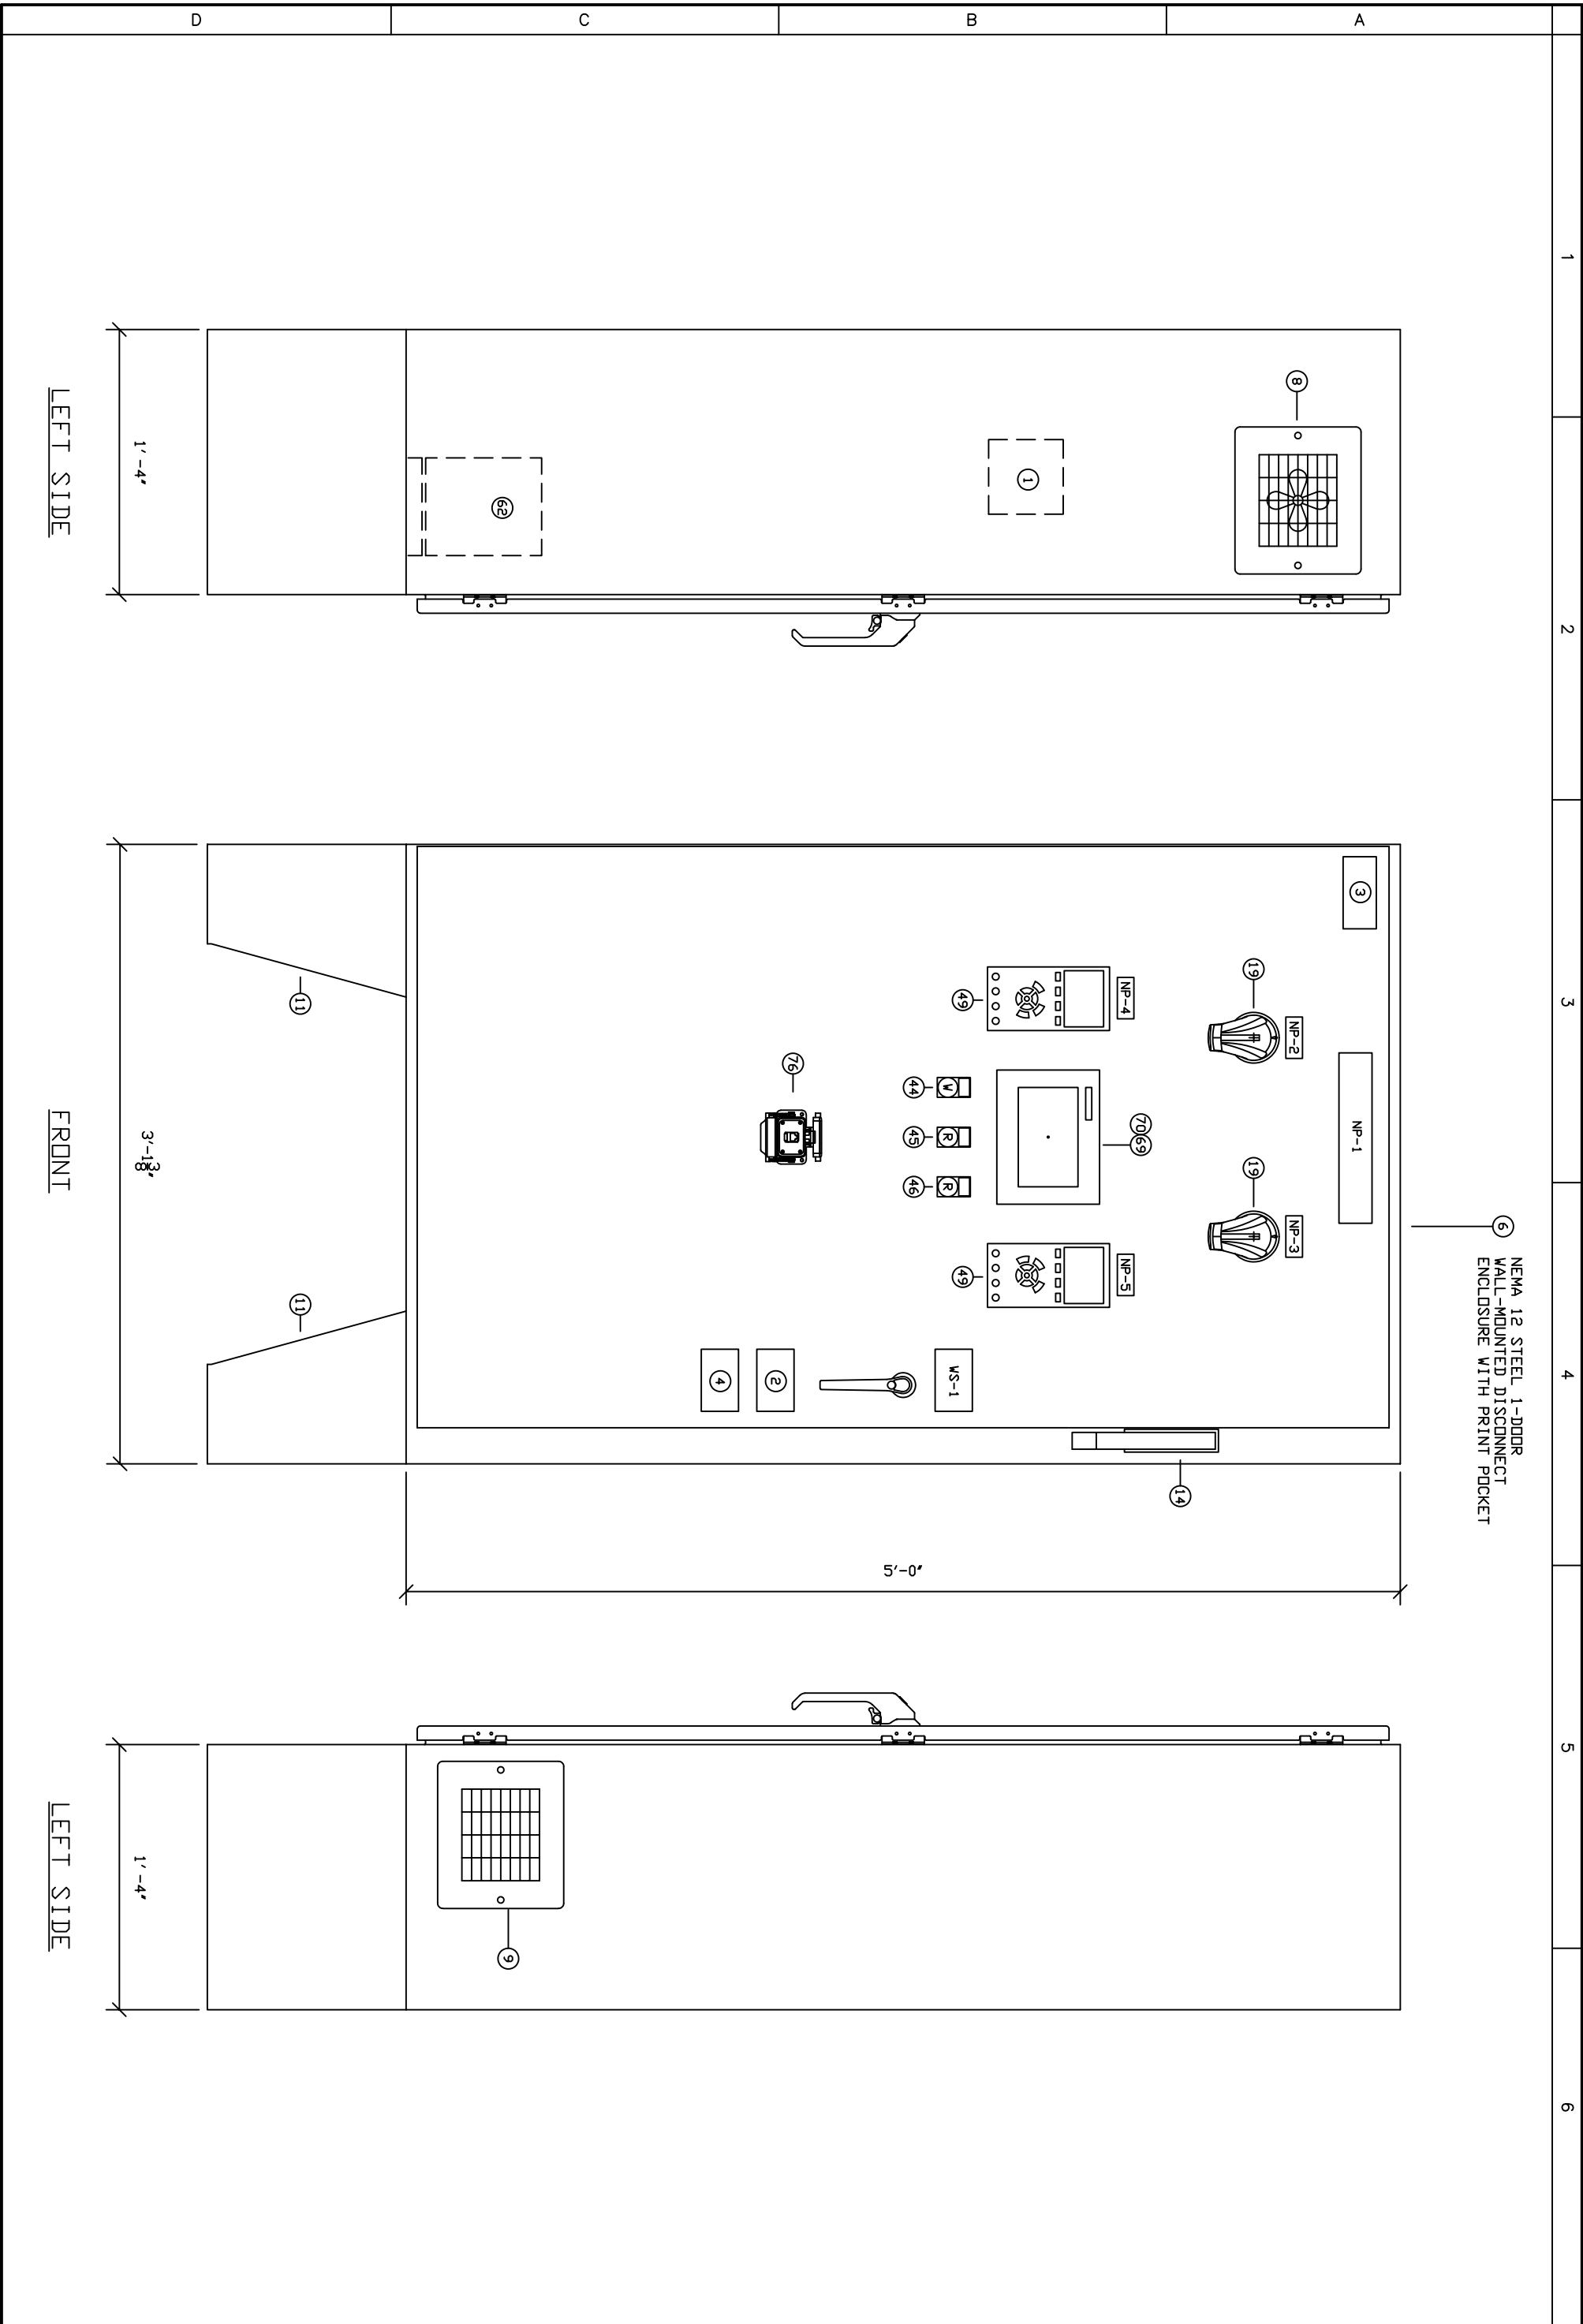 1
2
3
4
5
6
A
B
C
D
8
1
62
1'-4"
LEFT SIDE
6
NEMA 12 STEEL 1-DOOR
WALL-MOUNTED DISCONNECT
ENCLOSURE WITH PRINT POCKET
3
NP-1
NP-2
NP-3
19
19
14
NP-4
70
69
NP-5
49
49
W
R
R
44
45
46
WS-1
76
2
4
5'-0"
11
11
3'-1 3/8"
FRONT
9
1'-4"
LEFT SIDE